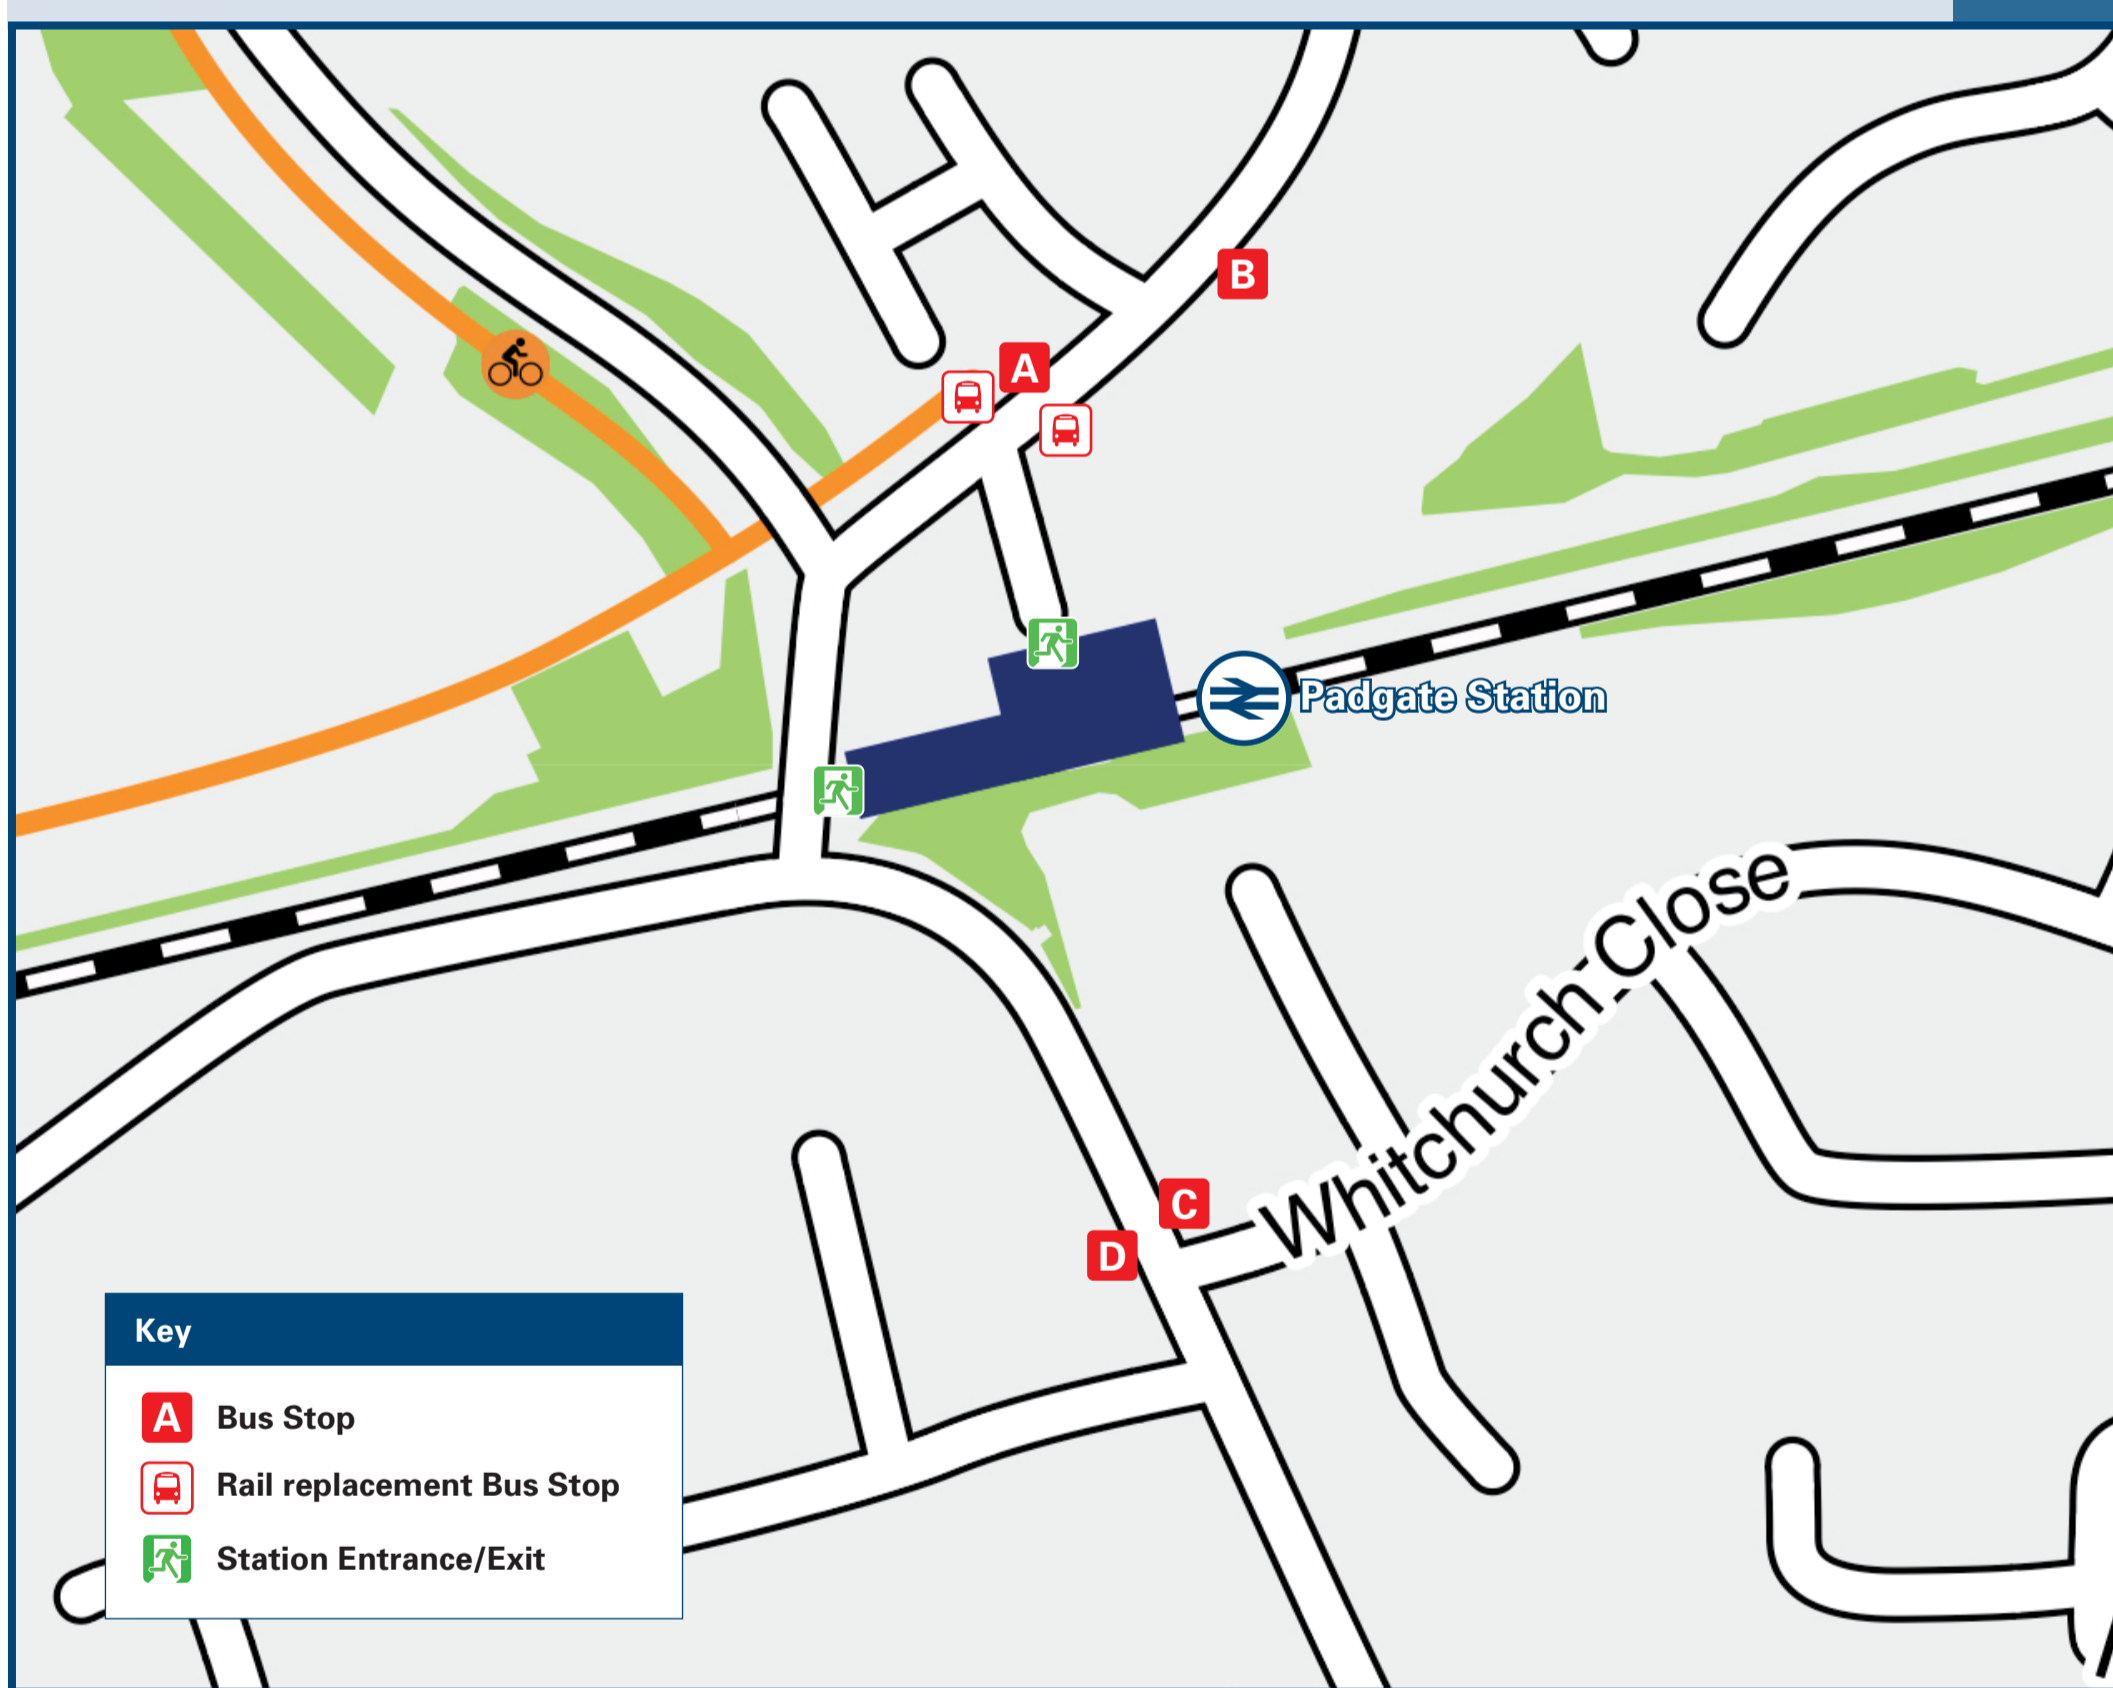 B
A
Padgate Station
Whitchurch Close
C
D
Key
A Bus Stop
Rail replacement Bus Stop
Station Entrance/Exit